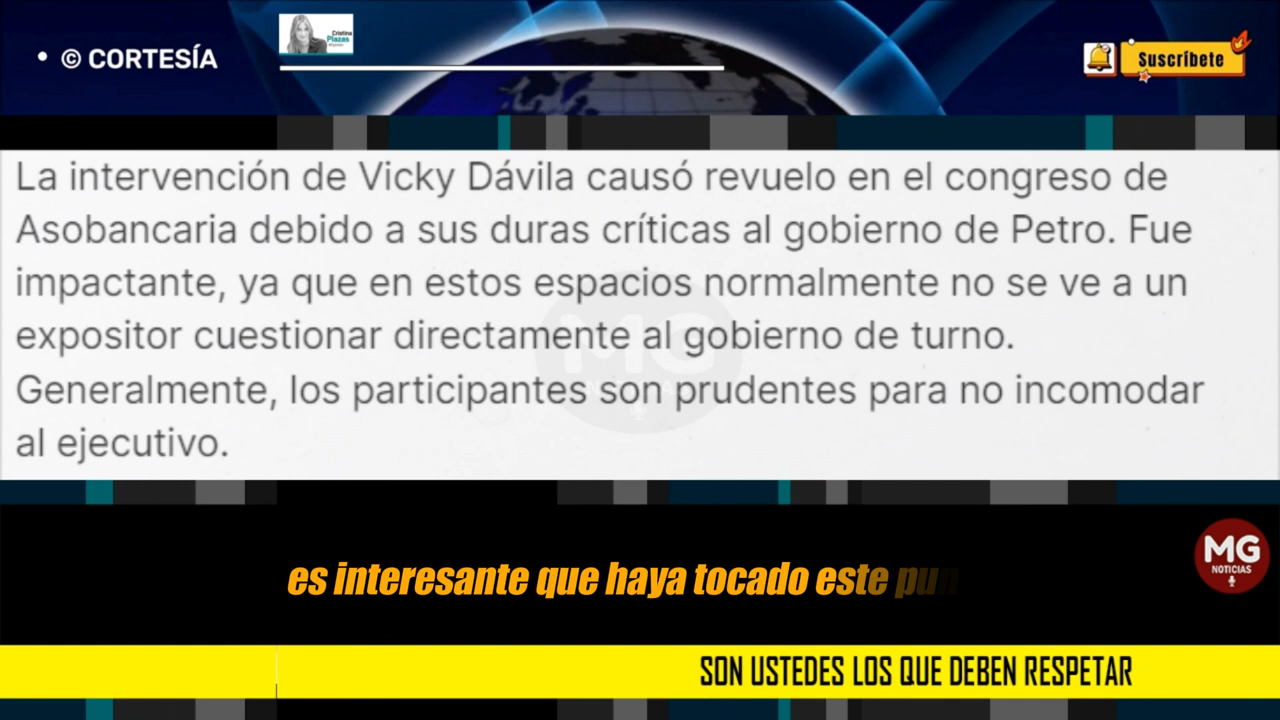 • © CORTESÍA
Cristina
Plazas
Suscríbete
La intervención de Vicky Dávila causó revuelo en el congreso de
Asobancaria debido a sus duras críticas al gobierno de Petro. Fue
impactante, ya que en estos espacios normalmente no se ve a un
expositor cuestionar directamente al gobierno de turno.
Generalmente, los participantes son prudentes para no incomodar
al ejecutivo.
MG
es interesante que haya tocado este
MG
NOTICIAS
SON USTEDES LOS QUE DEBEN RESPETAR